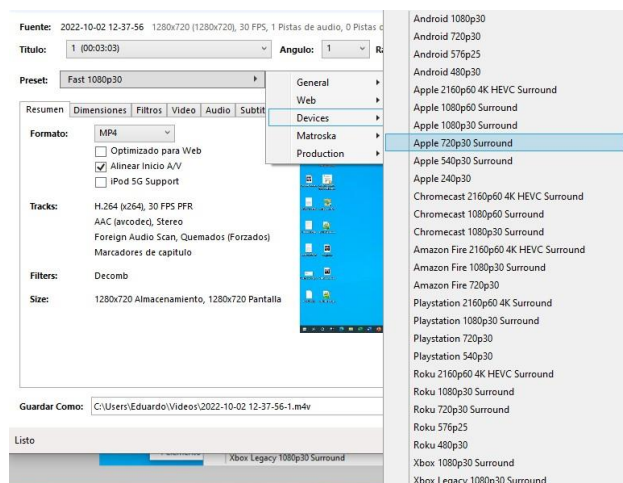 Fuente: 2022-10-02 12-37-56 1280x720 (1280x720), 30 FPS, 1 Pistas de audio, 0 Pistas
Título: 1 (00:03:03) Angulo: 1
Preset: Fast 1080p30
Resumen Dimensiones Filtros Video Audio
Formato: MP4
Optimizado para Web
Alinear Inicio A/V
iPod 5G Support
Tracks: H.264 (x264), 30 FPS PFR
AAC (avcodec), Stereo
Foreign Audio Scan, Quemados (Forzados)
Marcadores de capitulo
Filters: Decomb
Size: 1280x720 Almacenamiento, 1280x720 Pantalla
Guardar Como: C:\Users\Eduardo\Videos\2022-10-02 12-37-56-1.m4v
Listo
Xbox Legacy 1080p30 Surround
General
Web
Devices
Matroska
Production
Android 1080p30
Android 720p30
Android 576p25
Android 480p30
Apple 2160p60 4K HEVC Surround
Apple 1080p60 Surround
Apple 1080p30 Surround
Apple 720p30 Surround
Apple 540p30 Surround
Apple 240p30
Chromecast 2160p60 4K HEVC Surround
Chromecast 1080p60 Surround
Chromecast 1080p30 Surround
Amazon Fire 2160p60 4K HEVC Surround
Amazon Fire 1080p30 Surround
Amazon Fire 720p30
Playstation 2160p60 4K Surround
Playstation 1080p30 Surround
Playstation 720p30
Playstation 540p30
Roku 2160p60 4K HEVC Surround
Roku 1080p30 Surround
Roku 720p30 Surround
Roku 576p25
Roku 480p30
Xbox 1080p30 Surround
Xbox Legacy 1080p30 Surround